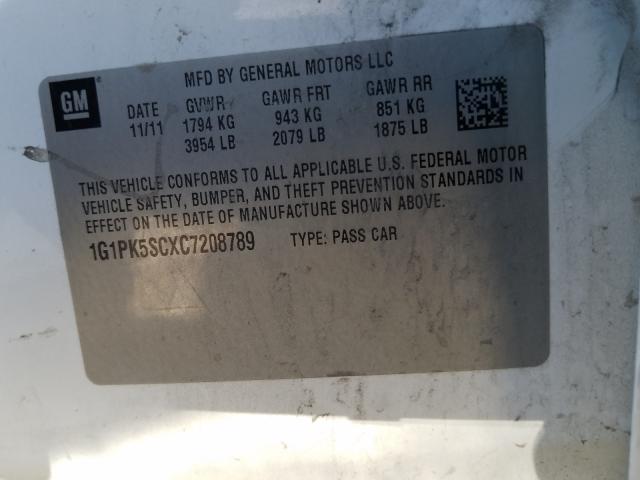 MFD BY GENERAL MOTORS LLC
GM
DATE GVWR GAWR FRT GAWR RR
11/11 1794 KG 943 KG 851 KG
3954 LB 2079 LB 1875 LB
THIS VEHICLE CONFORMS TO ALL APPLICABLE U.S. FEDERAL MOTOR
VEHICLE SAFETY, BUMPER, AND THEFT PREVENTION STANDARDS IN
EFFECT ON THE DATE OF MANUFACTURE SHOWN ABOVE.
1G1PK5SCXC7208789 TYPE: PASS CAR